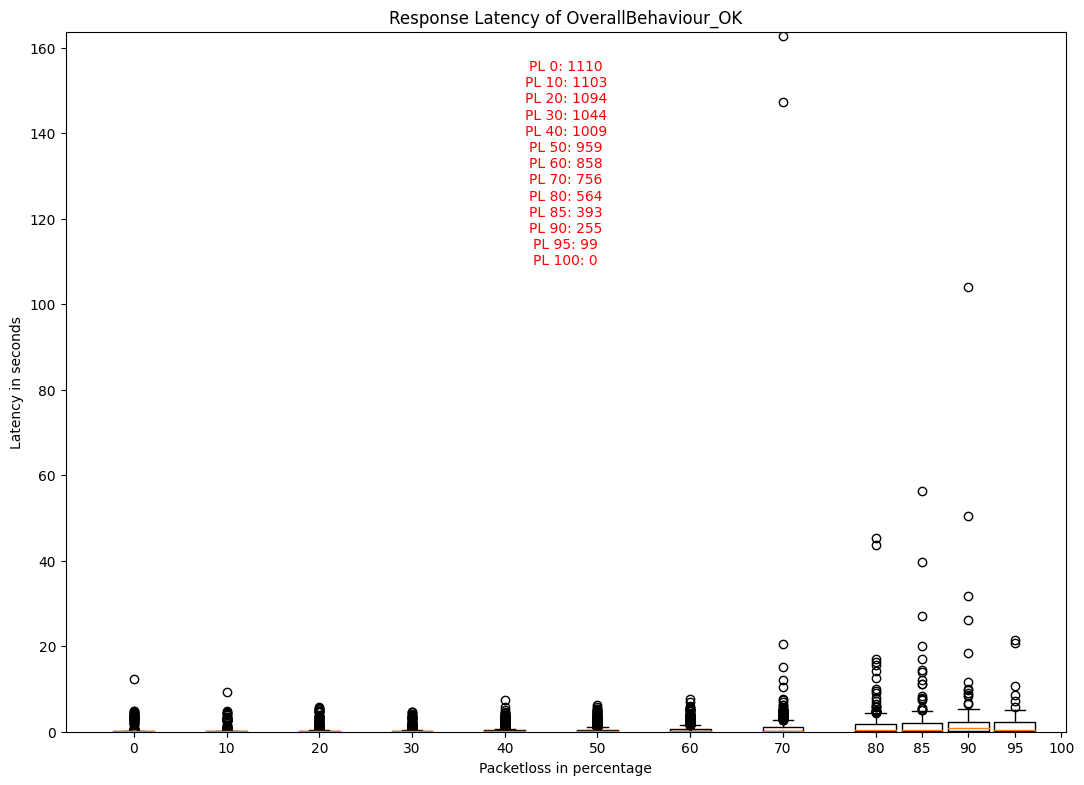 Response Latency of OverallBehaviour_OK
160
140
120
100
80
60
40
20
0
Latency in seconds
PL 0: 1110
PL 10: 1103
PL 20: 1094
PL 30: 1044
PL 40: 1009
PL 50: 959
PL 60: 858
PL 70: 756
PL 80: 564
PL 85: 393
PL 90: 255
PL 95: 99
PL 100: 0
0 10 20 30 40 50 60 70 80 85 90 95 100
Packetloss in percentage